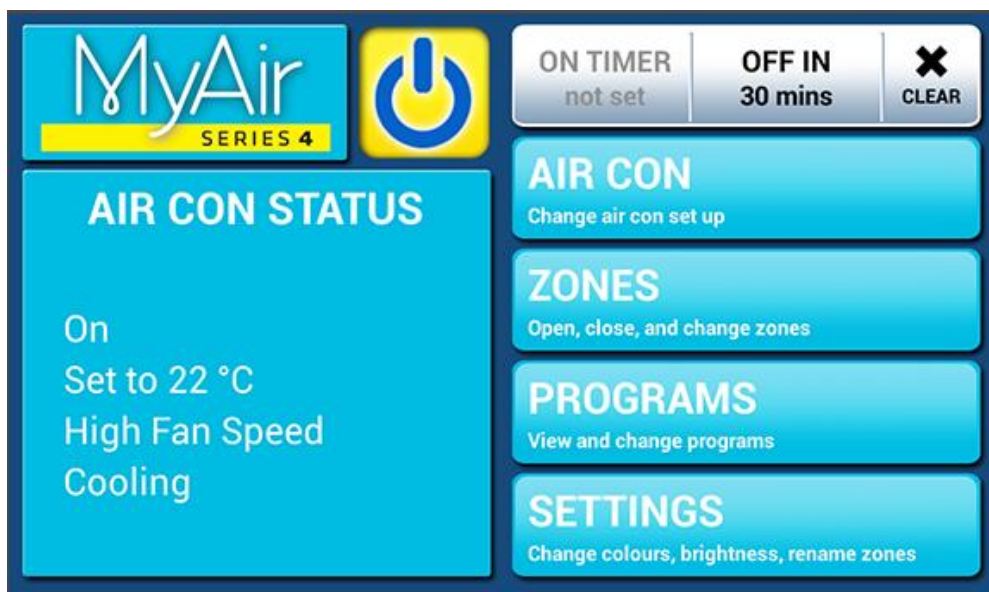 MyAir
SERIES 4
ON TIMER
not set
OFF IN
30 mins
CLEAR
AIR CON STATUS
On
Set to 22 °C
High Fan Speed
Cooling
AIR CON
Change air con set up
ZONES
Open, close, and change zones
PROGRAMS
View and change programs
SETTINGS
Change colours, brightness, rename zones